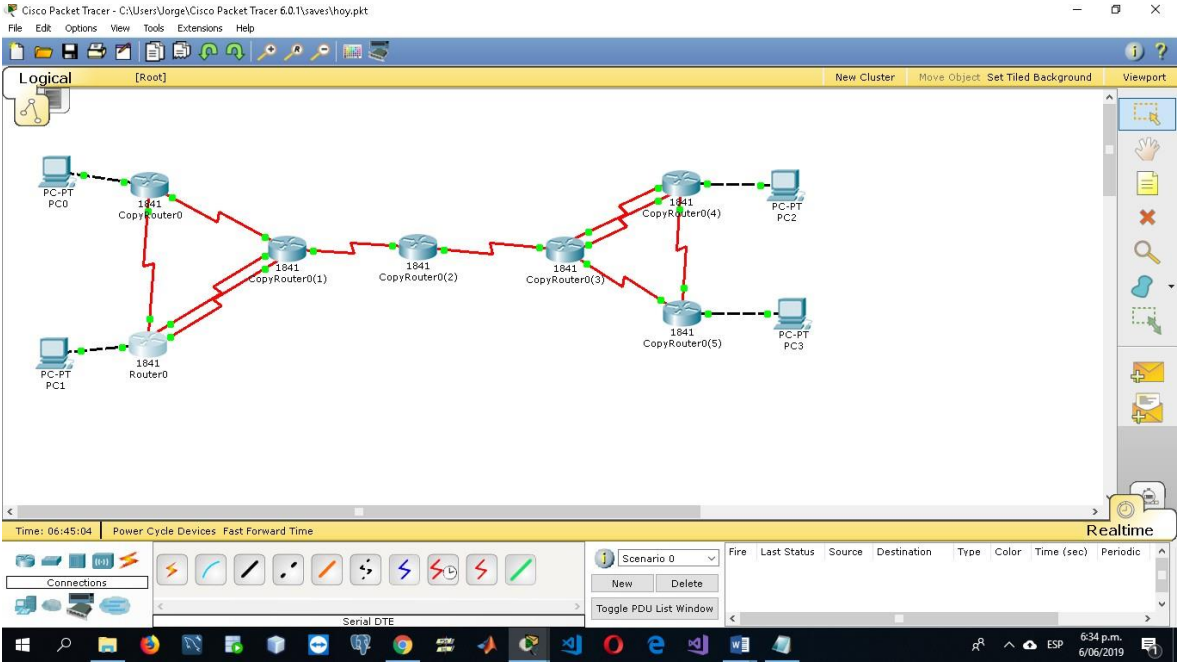 Cisco Packet Tracer - C:\Users\Jorge\Cisco Packet Tracer 6.0.1\saves\hoy.pkt
File Edit Options View Tools Extensions Help
Logical [Root] New Cluster Move Object Set Tiled Background Viewport
PC-PT
PC0
1841
CopyRouter0
1841
CopyRouter0(1)
1841
CopyRouter0(2)
1841
CopyRouter0(3)
1841
CopyRouter0(4)
PC-PT
PC2
1841
CopyRouter0(5)
PC-PT
PC3
PC-PT
PC1
1841
Router0
Time: 06:45:04 Power Cycle Devices Fast Forward Time Realtime
Connections
Serial DTE
Scenario 0
New Delete
Toggle PDU List Window
Fire Last Status Source Destination Type Color Time (sec) Periodic
ESP
6:34 p.m.
6/06/2019